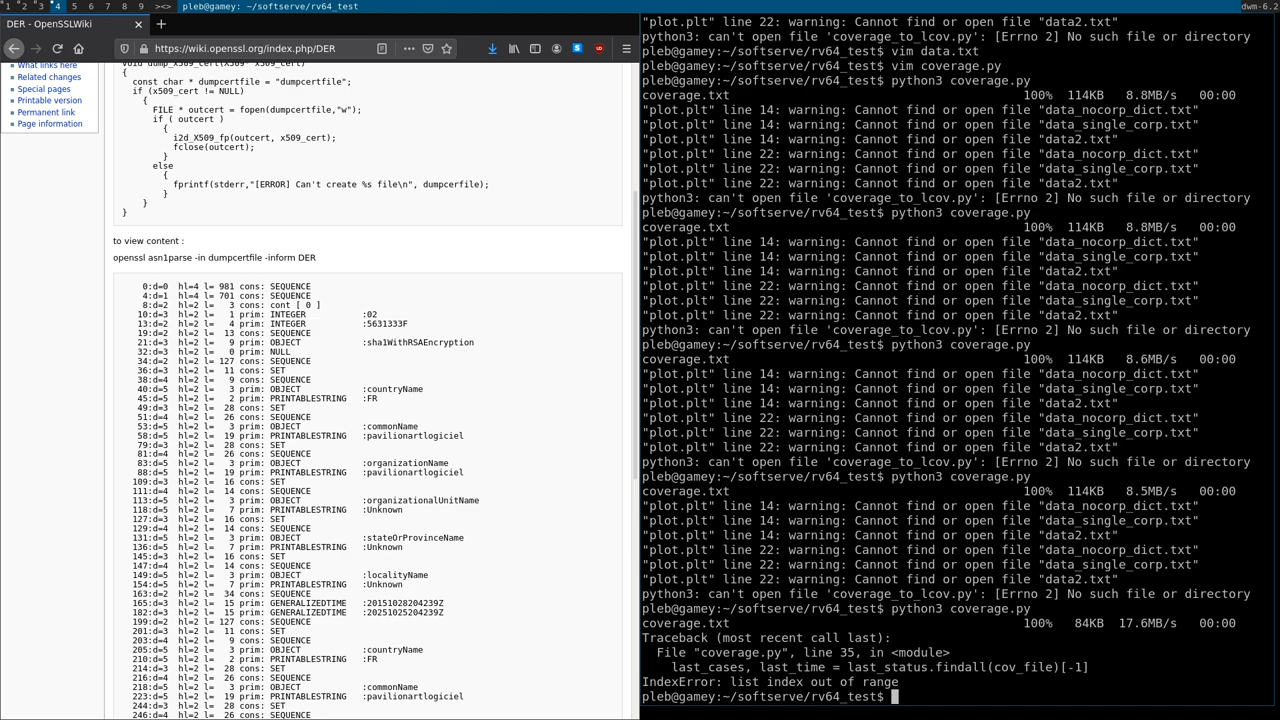 1 2 3 4 5 6 7 8 9 ><> pleb@gamey: ~/softserve/rv64_test dwm-6.2
DER - OpenSSLWiki
https://wiki.openssl.org/index.php/DER
What links here
Related changes
Special pages
Printable version
Permanent link
Page information
void dump_x509_cert(X509* x509_cert)
{
const char * dumpcertfile = "dumpcertfile";
if (x509_cert != NULL)
{
FILE * outcert = fopen(dumpcertfile,"w");
if ( outcert )
{
i2d_X509_fp(outcert, x509_cert);
fclose(outcert);
}
else
{
fprintf(stderr,"[ERROR] Can't create %s file\n", dumpcerfile);
}
}
}
to view content :
openssl asn1parse -in dumpcertfile -inform DER
0:d=0 hl=4 l= 981 cons: SEQUENCE
4:d=1 hl=4 l= 701 cons: SEQUENCE
8:d=2 hl=2 l= 3 cons: cont [ 0 ]
10:d=3 hl=2 l= 1 prim: INTEGER :02
13:d=2 hl=2 l= 4 prim: INTEGER :5631333F
19:d=2 hl=2 l= 13 cons: SEQUENCE
21:d=3 hl=2 l= 9 prim: OBJECT :sha1WithRSAEncryption
32:d=3 hl=2 l= 0 prim: NULL
34:d=2 hl=2 l= 127 cons: SEQUENCE
36:d=3 hl=2 l= 11 cons: SET
38:d=4 hl=2 l= 9 cons: SEQUENCE
40:d=5 hl=2 l= 3 prim: OBJECT :countryName
45:d=5 hl=2 l= 2 prim: PRINTABLESTRING :FR
49:d=3 hl=2 l= 28 cons: SET
51:d=4 hl=2 l= 26 cons: SEQUENCE
53:d=5 hl=2 l= 3 prim: OBJECT :commonName
58:d=5 hl=2 l= 19 prim: PRINTABLESTRING :pavilionartlogiciel
79:d=3 hl=2 l= 28 cons: SET
81:d=4 hl=2 l= 26 cons: SEQUENCE
83:d=5 hl=2 l= 3 prim: OBJECT :organizationName
88:d=5 hl=2 l= 19 prim: PRINTABLESTRING :pavilionartlogiciel
109:d=3 hl=2 l= 16 cons: SET
111:d=4 hl=2 l= 14 cons: SEQUENCE
113:d=5 hl=2 l= 3 prim: OBJECT :organizationalUnitName
118:d=5 hl=2 l= 7 prim: PRINTABLESTRING :Unknown
127:d=3 hl=2 l= 16 cons: SET
129:d=4 hl=2 l= 14 cons: SEQUENCE
131:d=5 hl=2 l= 3 prim: OBJECT :stateOrProvinceName
136:d=5 hl=2 l= 7 prim: PRINTABLESTRING :Unknown
145:d=3 hl=2 l= 16 cons: SET
147:d=4 hl=2 l= 14 cons: SEQUENCE
149:d=5 hl=2 l= 3 prim: OBJECT :localityName
154:d=5 hl=2 l= 7 prim: PRINTABLESTRING :Unknown
163:d=2 hl=2 l= 34 cons: SEQUENCE
165:d=3 hl=2 l= 15 prim: GENERALIZEDTIME :20151028204239Z
182:d=3 hl=2 l= 15 prim: GENERALIZEDTIME :20251025204239Z
199:d=2 hl=2 l= 127 cons: SEQUENCE
201:d=3 hl=2 l= 11 cons: SET
203:d=4 hl=2 l= 9 cons: SEQUENCE
205:d=5 hl=2 l= 3 prim: OBJECT :countryName
210:d=5 hl=2 l= 2 prim: PRINTABLESTRING :FR
214:d=3 hl=2 l= 28 cons: SET
216:d=4 hl=2 l= 26 cons: SEQUENCE
218:d=5 hl=2 l= 3 prim: OBJECT :commonName
223:d=5 hl=2 l= 19 prim: PRINTABLESTRING :pavilionartlogiciel
244:d=3 hl=2 l= 28 cons: SET
246:d=4 hl=2 l= 26 cons: SEQUENCE
"plot.plt" line 22: warning: Cannot find or open file "data2.txt"
python3: can't open file 'coverage_to_lcov.py': [Errno 2] No such file or directory
pleb@gamey:~/softserve/rv64_test$ vim data.txt
pleb@gamey:~/softserve/rv64_test$ vim coverage.py
pleb@gamey:~/softserve/rv64_test$ python3 coverage.py
coverage.txt 100% 114KB 8.8MB/s 00:00
"plot.plt" line 14: warning: Cannot find or open file "data_nocorp_dict.txt"
"plot.plt" line 14: warning: Cannot find or open file "data_single_corp.txt"
"plot.plt" line 14: warning: Cannot find or open file "data2.txt"
"plot.plt" line 22: warning: Cannot find or open file "data_nocorp_dict.txt"
"plot.plt" line 22: warning: Cannot find or open file "data_single_corp.txt"
"plot.plt" line 22: warning: Cannot find or open file "data2.txt"
python3: can't open file 'coverage_to_lcov.py': [Errno 2] No such file or directory
pleb@gamey:~/softserve/rv64_test$ python3 coverage.py
coverage.txt 100% 114KB 8.8MB/s 00:00
"plot.plt" line 14: warning: Cannot find or open file "data_nocorp_dict.txt"
"plot.plt" line 14: warning: Cannot find or open file "data_single_corp.txt"
"plot.plt" line 14: warning: Cannot find or open file "data2.txt"
"plot.plt" line 22: warning: Cannot find or open file "data_nocorp_dict.txt"
"plot.plt" line 22: warning: Cannot find or open file "data_single_corp.txt"
"plot.plt" line 22: warning: Cannot find or open file "data2.txt"
python3: can't open file 'coverage_to_lcov.py': [Errno 2] No such file or directory
pleb@gamey:~/softserve/rv64_test$ python3 coverage.py
coverage.txt 100% 114KB 8.6MB/s 00:00
"plot.plt" line 14: warning: Cannot find or open file "data_nocorp_dict.txt"
"plot.plt" line 14: warning: Cannot find or open file "data_single_corp.txt"
"plot.plt" line 14: warning: Cannot find or open file "data2.txt"
"plot.plt" line 22: warning: Cannot find or open file "data_nocorp_dict.txt"
"plot.plt" line 22: warning: Cannot find or open file "data_single_corp.txt"
"plot.plt" line 22: warning: Cannot find or open file "data2.txt"
python3: can't open file 'coverage_to_lcov.py': [Errno 2] No such file or directory
pleb@gamey:~/softserve/rv64_test$ python3 coverage.py
coverage.txt 100% 114KB 8.5MB/s 00:00
"plot.plt" line 14: warning: Cannot find or open file "data_nocorp_dict.txt"
"plot.plt" line 14: warning: Cannot find or open file "data_single_corp.txt"
"plot.plt" line 14: warning: Cannot find or open file "data2.txt"
"plot.plt" line 22: warning: Cannot find or open file "data_nocorp_dict.txt"
"plot.plt" line 22: warning: Cannot find or open file "data_single_corp.txt"
"plot.plt" line 22: warning: Cannot find or open file "data2.txt"
python3: can't open file 'coverage_to_lcov.py': [Errno 2] No such file or directory
pleb@gamey:~/softserve/rv64_test$ python3 coverage.py
coverage.txt 100% 84KB 17.6MB/s 00:00
Traceback (most recent call last):
File "coverage.py", line 35, in <module>
last_cases, last_time = last_status.findall(cov_file)[-1]
IndexError: list index out of range
pleb@gamey:~/softserve/rv64_test$